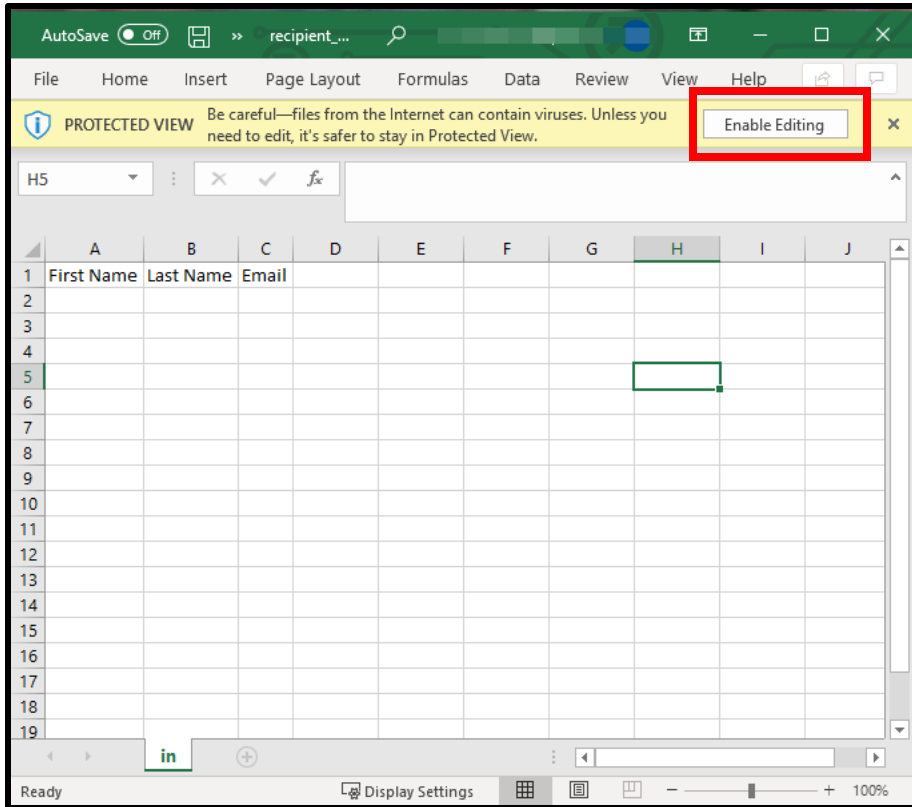 AutoSave Off » recipient_...
File Home Insert Page Layout Formulas Data Review View Help
PROTECTED VIEW Be careful—files from the Internet can contain viruses. Unless you
need to edit, it's safer to stay in Protected View.
Enable Editing
H5 fx
A B C D E F G H I J
1 First Name Last Name Email
2
3
4
5
6
7
8
9
10
11
12
13
14
15
16
17
18
19
in
Ready Display Settings 100%